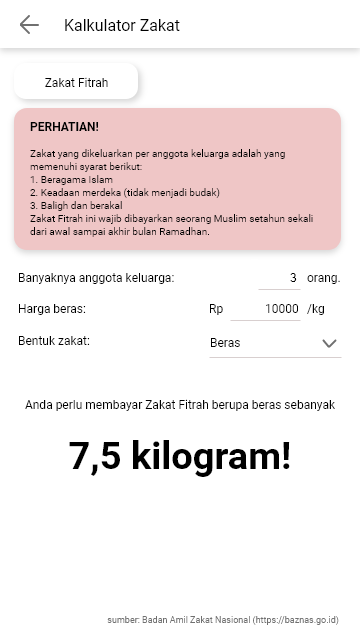 Kalkulator Zakat
Zakat Fitrah
PERHATIAN!
Zakat yang dikeluarkan per anggota keluarga adalah yang
memenuhi syarat berikut:
1. Beragama Islam
2. Keadaan merdeka (tidak menjadi budak)
3. Baligh dan berakal
Zakat Fitrah ini wajib dibayarkan seorang Muslim setahun sekali
dari awal sampai akhir bulan Ramadhan.
Banyaknya anggota keluarga: 3 orang.
Harga beras: Rp 10000 /kg
Bentuk zakat: Beras
Anda perlu membayar Zakat Fitrah berupa beras sebanyak
7,5 kilogram!
sumber: Badan Amil Zakat Nasional (https://baznas.go.id)